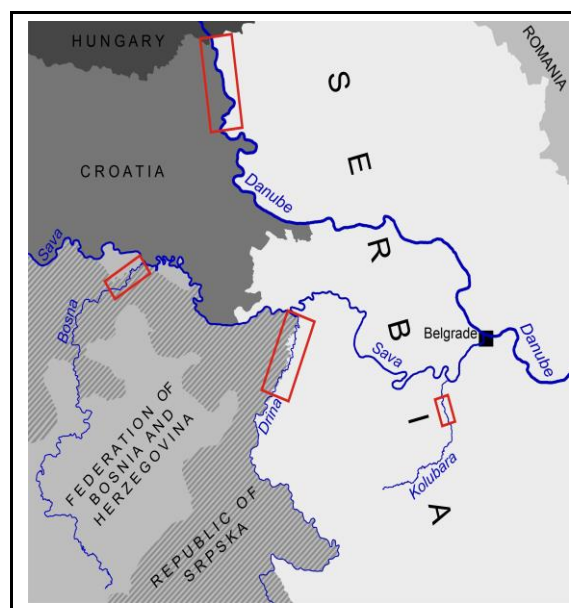 HUNGARY
ROMANIA
S
E
R
B
I
A
CROATIA
Danube
Sava
Bosna
Belgrade
Sava
Danube
Drina
Kolubara
FEDERATION OF
BOSNIA AND
HERZEGOVINA
REPUBLIC OF
SRPSKA